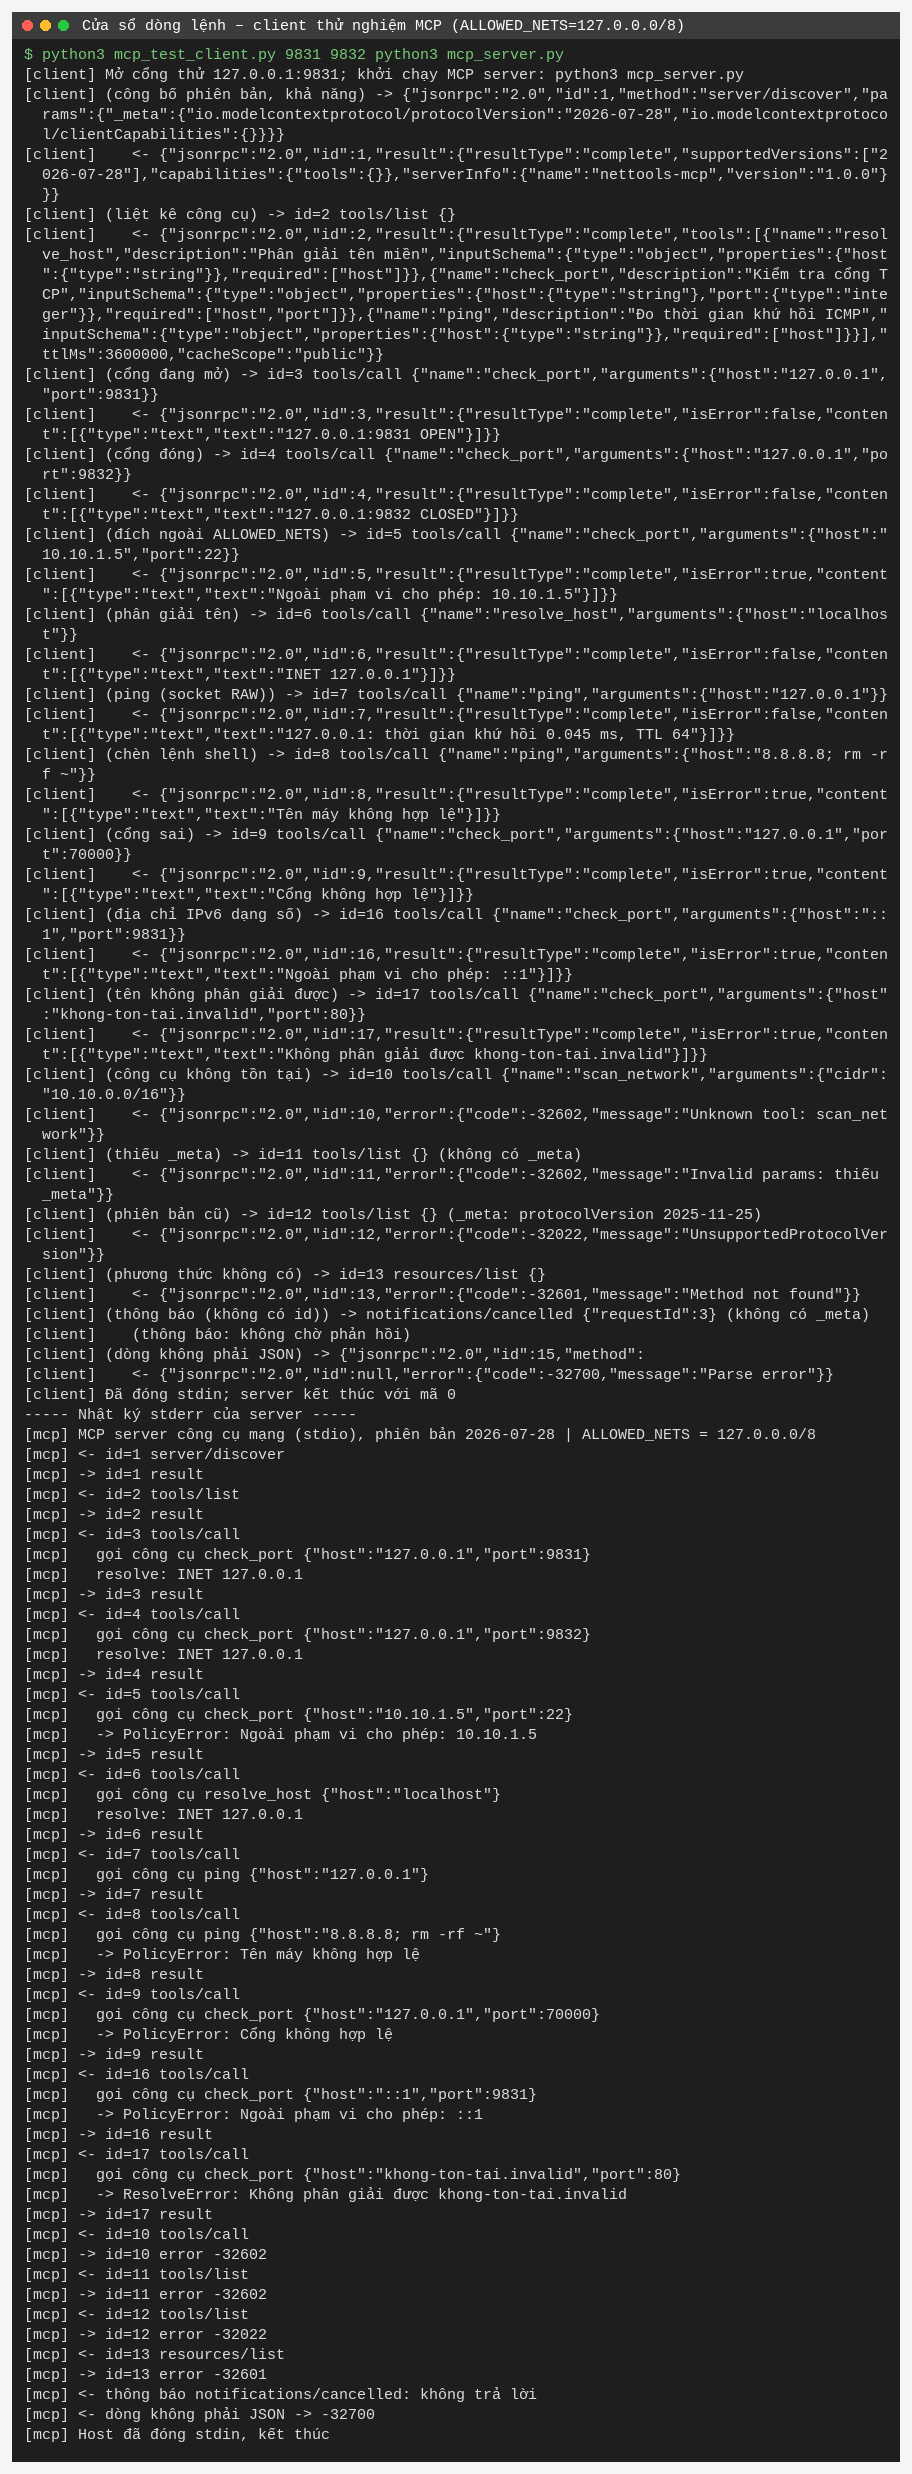 Cửa sổ dòng lệnh – client thử nghiệm MCP (ALLOWED_NETS=127.0.0.0/8)
$ python3 mcp_test_client.py 9831 9832 python3 mcp_server.py
[client] Mở cổng thử 127.0.0.1:9831; khởi chạy MCP server: python3 mcp_server.py
[client] (công bố phiên bản, khả năng) -> {"jsonrpc":"2.0","id":1,"method":"server/discover","pa
rams":{"_meta":{"io.modelcontextprotocol/protocolVersion":"2026-07-28","io.modelcontextprotoco
l/clientCapabilities":{}}}}
[client]    <- {"jsonrpc":"2.0","id":1,"result":{"resultType":"complete","supportedVersions":["2
026-07-28"],"capabilities":{"tools":{}},"serverInfo":{"name":"nettools-mcp","version":"1.0.0"}
}}
[client] (liệt kê công cụ) -> id=2 tools/list {}
[client]    <- {"jsonrpc":"2.0","id":2,"result":{"resultType":"complete","tools":[{"name":"resol
ve_host","description":"Phân giải tên miền","inputSchema":{"type":"object","properties":{"host
":{"type":"string"}},"required":["host"]}},{"name":"check_port","description":"Kiểm tra cổng T
CP","inputSchema":{"type":"object","properties":{"host":{"type":"string"},"port":{"type":"inte
ger"}},"required":["host","port"]}},{"name":"ping","description":"Đo thời gian khứ hồi ICMP","
inputSchema":{"type":"object","properties":{"host":{"type":"string"}},"required":["host"]}}],"
ttlMs":3600000,"cacheScope":"public"}}
[client] (cổng đang mở) -> id=3 tools/call {"name":"check_port","arguments":{"host":"127.0.0.1",
"port":9831}}
[client]    <- {"jsonrpc":"2.0","id":3,"result":{"resultType":"complete","isError":false,"conten
t":[{"type":"text","text":"127.0.0.1:9831 OPEN"}]}}
[client] (cổng đóng) -> id=4 tools/call {"name":"check_port","arguments":{"host":"127.0.0.1","po
rt":9832}}
[client]    <- {"jsonrpc":"2.0","id":4,"result":{"resultType":"complete","isError":false,"conten
t":[{"type":"text","text":"127.0.0.1:9832 CLOSED"}]}}
[client] (đích ngoài ALLOWED_NETS) -> id=5 tools/call {"name":"check_port","arguments":{"host":"
10.10.1.5","port":22}}
[client]    <- {"jsonrpc":"2.0","id":5,"result":{"resultType":"complete","isError":true,"content
":[{"type":"text","text":"Ngoài phạm vi cho phép: 10.10.1.5"}]}}
[client] (phân giải tên) -> id=6 tools/call {"name":"resolve_host","arguments":{"host":"localhos
t"}}
[client]    <- {"jsonrpc":"2.0","id":6,"result":{"resultType":"complete","isError":false,"conten
t":[{"type":"text","text":"INET 127.0.0.1"}]}}
[client] (ping (socket RAW)) -> id=7 tools/call {"name":"ping","arguments":{"host":"127.0.0.1"}}
[client]    <- {"jsonrpc":"2.0","id":7,"result":{"resultType":"complete","isError":false,"conten
t":[{"type":"text","text":"127.0.0.1: thời gian khứ hồi 0.045 ms, TTL 64"}]}}
[client] (chèn lệnh shell) -> id=8 tools/call {"name":"ping","arguments":{"host":"8.8.8.8; rm -r
f ~"}}
[client]    <- {"jsonrpc":"2.0","id":8,"result":{"resultType":"complete","isError":true,"content
":[{"type":"text","text":"Tên máy không hợp lệ"}]}}
[client] (cổng sai) -> id=9 tools/call {"name":"check_port","arguments":{"host":"127.0.0.1","por
t":70000}}
[client]    <- {"jsonrpc":"2.0","id":9,"result":{"resultType":"complete","isError":true,"content
":[{"type":"text","text":"Cổng không hợp lệ"}]}}
[client] (địa chỉ IPv6 dạng số) -> id=16 tools/call {"name":"check_port","arguments":{"host":"::
1","port":9831}}
[client]    <- {"jsonrpc":"2.0","id":16,"result":{"resultType":"complete","isError":true,"conten
t":[{"type":"text","text":"Ngoài phạm vi cho phép: ::1"}]}}
[client] (tên không phân giải được) -> id=17 tools/call {"name":"check_port","arguments":{"host"
:"khong-ton-tai.invalid","port":80}}
[client]    <- {"jsonrpc":"2.0","id":17,"result":{"resultType":"complete","isError":true,"conten
t":[{"type":"text","text":"Không phân giải được khong-ton-tai.invalid"}]}}
[client] (công cụ không tồn tại) -> id=10 tools/call {"name":"scan_network","arguments":{"cidr":
"10.10.0.0/16"}}
[client]    <- {"jsonrpc":"2.0","id":10,"error":{"code":-32602,"message":"Unknown tool: scan_net
work"}}
[client] (thiếu _meta) -> id=11 tools/list {} (không có _meta)
[client]    <- {"jsonrpc":"2.0","id":11,"error":{"code":-32602,"message":"Invalid params: thiếu
_meta"}}
[client] (phiên bản cũ) -> id=12 tools/list {} (_meta: protocolVersion 2025-11-25)
[client]    <- {"jsonrpc":"2.0","id":12,"error":{"code":-32022,"message":"UnsupportedProtocolVer
sion"}}
[client] (phương thức không có) -> id=13 resources/list {}
[client]    <- {"jsonrpc":"2.0","id":13,"error":{"code":-32601,"message":"Method not found"}}
[client] (thông báo (không có id)) -> notifications/cancelled {"requestId":3} (không có _meta)
[client]    (thông báo: không chờ phản hồi)
[client] (dòng không phải JSON) -> {"jsonrpc":"2.0","id":15,"method":
[client]    <- {"jsonrpc":"2.0","id":null,"error":{"code":-32700,"message":"Parse error"}}
[client] Đã đóng stdin; server kết thúc với mã 0
----- Nhật ký stderr của server -----
[mcp] MCP server công cụ mạng (stdio), phiên bản 2026-07-28 | ALLOWED_NETS = 127.0.0.0/8
[mcp] <- id=1 server/discover
[mcp] -> id=1 result
[mcp] <- id=2 tools/list
[mcp] -> id=2 result
[mcp] <- id=3 tools/call
[mcp]   gọi công cụ check_port {"host":"127.0.0.1","port":9831}
[mcp]   resolve: INET 127.0.0.1
[mcp] -> id=3 result
[mcp] <- id=4 tools/call
[mcp]   gọi công cụ check_port {"host":"127.0.0.1","port":9832}
[mcp]   resolve: INET 127.0.0.1
[mcp] -> id=4 result
[mcp] <- id=5 tools/call
[mcp]   gọi công cụ check_port {"host":"10.10.1.5","port":22}
[mcp]   -> PolicyError: Ngoài phạm vi cho phép: 10.10.1.5
[mcp] -> id=5 result
[mcp] <- id=6 tools/call
[mcp]   gọi công cụ resolve_host {"host":"localhost"}
[mcp]   resolve: INET 127.0.0.1
[mcp] -> id=6 result
[mcp] <- id=7 tools/call
[mcp]   gọi công cụ ping {"host":"127.0.0.1"}
[mcp] -> id=7 result
[mcp] <- id=8 tools/call
[mcp]   gọi công cụ ping {"host":"8.8.8.8; rm -rf ~"}
[mcp]   -> PolicyError: Tên máy không hợp lệ
[mcp] -> id=8 result
[mcp] <- id=9 tools/call
[mcp]   gọi công cụ check_port {"host":"127.0.0.1","port":70000}
[mcp]   -> PolicyError: Cổng không hợp lệ
[mcp] -> id=9 result
[mcp] <- id=16 tools/call
[mcp]   gọi công cụ check_port {"host":"::1","port":9831}
[mcp]   -> PolicyError: Ngoài phạm vi cho phép: ::1
[mcp] -> id=16 result
[mcp] <- id=17 tools/call
[mcp]   gọi công cụ check_port {"host":"khong-ton-tai.invalid","port":80}
[mcp]   -> ResolveError: Không phân giải được khong-ton-tai.invalid
[mcp] -> id=17 result
[mcp] <- id=10 tools/call
[mcp] -> id=10 error -32602
[mcp] <- id=11 tools/list
[mcp] -> id=11 error -32602
[mcp] <- id=12 tools/list
[mcp] -> id=12 error -32022
[mcp] <- id=13 resources/list
[mcp] -> id=13 error -32601
[mcp] <- thông báo notifications/cancelled: không trả lời
[mcp] <- dòng không phải JSON -> -32700
[mcp] Host đã đóng stdin, kết thúc